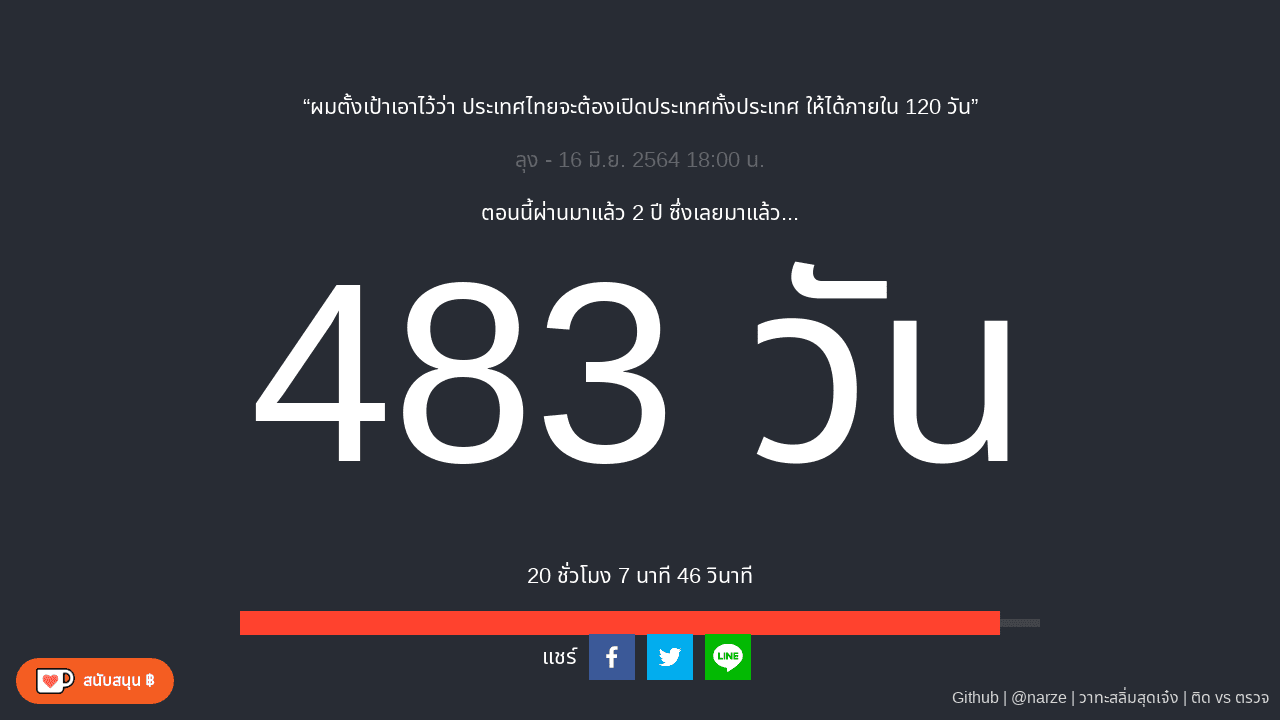 “ผมตั้งเป้าเอาไว้ว่า ประเทศไทยจะต้องเปิดประเทศทั้งประเทศ ให้ได้ภายใน 120 วัน”
ลุง - 16 มิ.ย. 2564 18:00 น.
ตอนนี้ผ่านมาแล้ว 2 ปี ซึ่งเลยมาแล้ว...
483 วัน
20 ชั่วโมง 7 นาที 46 วินาที
แชร์
LINE
สนับสนุน ฿
Github | @narze | วาทะสลิ่มสุดเจ๋ง | ติด vs ตรวจ